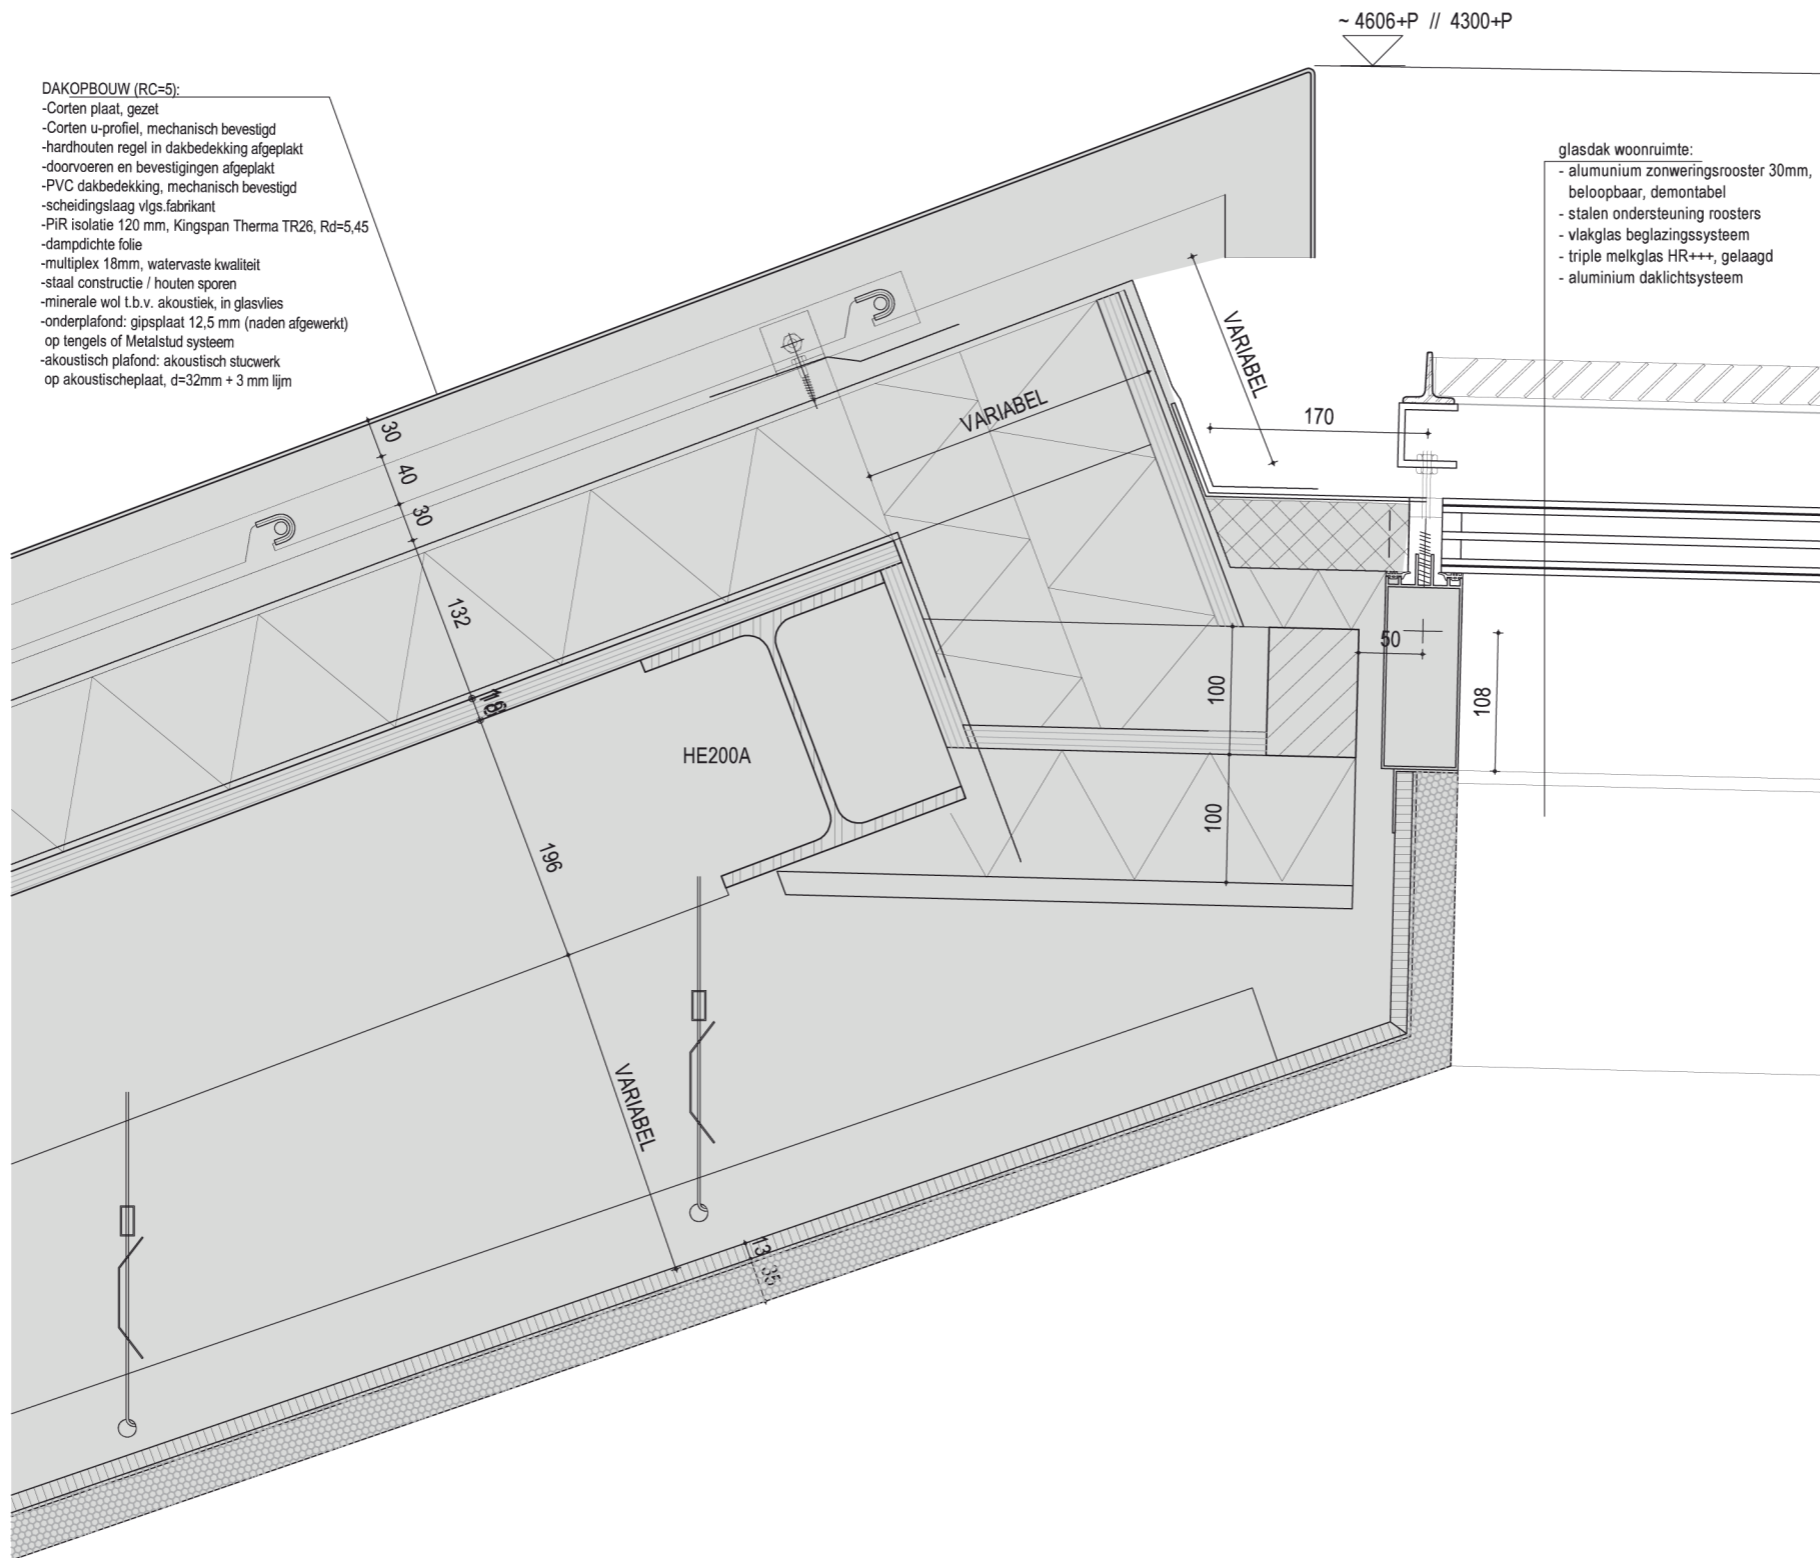 ~ 4606+P // 4300+P
DAKOPBOUW (RC=5):
-Corten plaat, gezet
-Corten u-profiel, mechanisch bevestigd
-hardhouten regel in dakbedekking afgeplakt
-doorvoeren en bevestigingen afgeplakt
-PVC dakbedekking, mechanisch bevestigd
-scheidingslaag vlgs.fabrikant
-PiR isolatie 120 mm, Kingspan Therma TR26, Rd=5,45
-dampdichte folie
-multiplex 18mm, watervaste kwaliteit
-staal constructie / houten sporen
-minerale wol t.b.v. akoustiek, in glasvlies
-onderplafond: gipsplaat 12,5 mm (naden afgewerkt)
op tengels of Metalstud systeem
-akoustisch plafond: akoustisch stucwerk
op akoustischeplaat, d=32mm + 3 mm lijm
glasdak woonruimte:
- alumunium zonweringsrooster 30mm,
beloopbaar, demontabel
- stalen ondersteuning roosters
- vlakglas beglazingssysteem
- triple melkglas HR+++, gelaagd
- aluminium daklichtsysteem
VARIABEL
VARIABEL
170
30
40
30
132
50
100
108
HE200A
100
196
VARIABEL
13
35